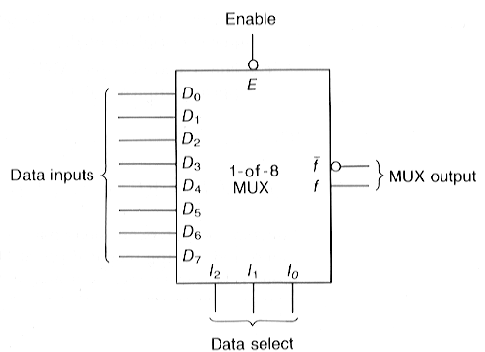 Enable
E
D₀
D₁
D₂
D₃
Data inputs
D₄
D₅
D₆
D₇
1-of-8
MUX
f̄
f
MUX output
I₂ I₁ I₀
Data select